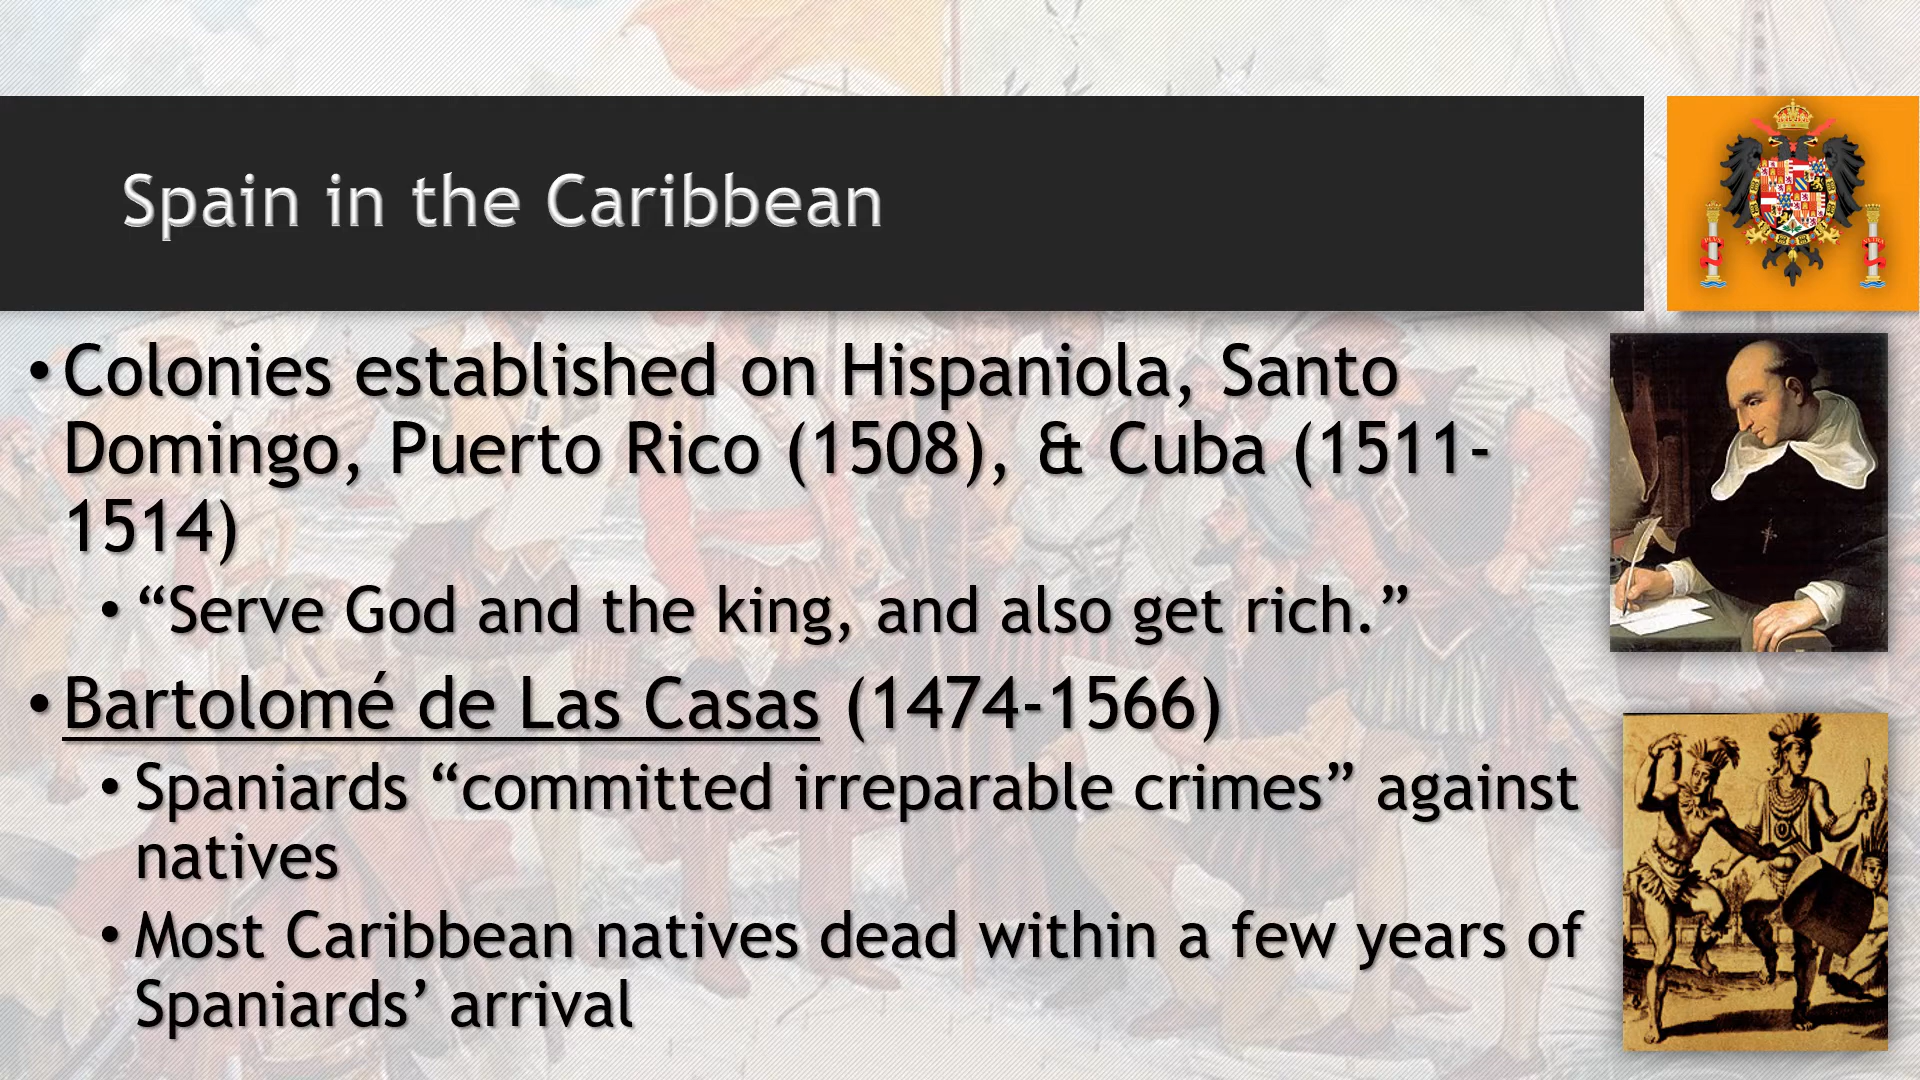 Spain in the Caribbean
• Colonies established on Hispaniola, Santo
Domingo, Puerto Rico (1508), & Cuba (1511-
1514)
• “Serve God and the king, and also get rich.”
• Bartolomé de Las Casas (1474-1566)
• Spaniards “committed irreparable crimes” against
natives
• Most Caribbean natives dead within a few years of
Spaniards’ arrival